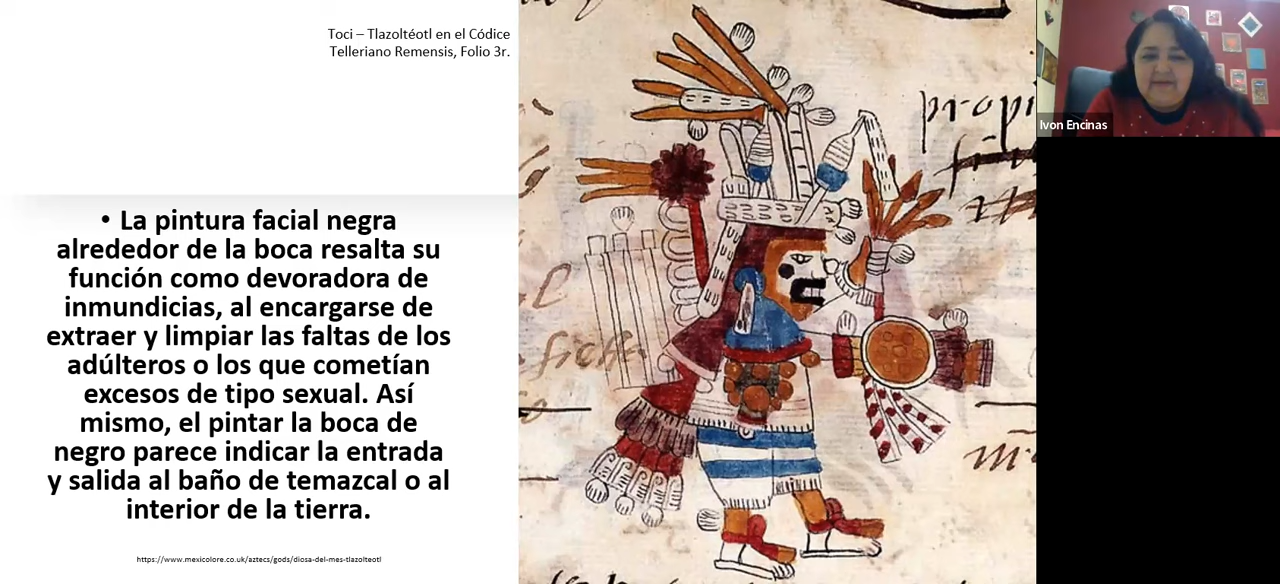 Toci – Tlazoltéotl en el Códice
Telleriano Remensis, Folio 3r.
• La pintura facial negra
alrededor de la boca resalta su
función como devoradora de
inmundicias, al encargarse de
extraer y limpiar las faltas de los
adúlteros o los que cometían
excesos de tipo sexual. Así
mismo, el pintar la boca de
negro parece indicar la entrada
y salida al baño de temazcal o al
interior de la tierra.
https://www.mexicolore.co.uk/aztecs/gods/diosa-del-mes-tlazolteotl
propi
Ivon Encinas